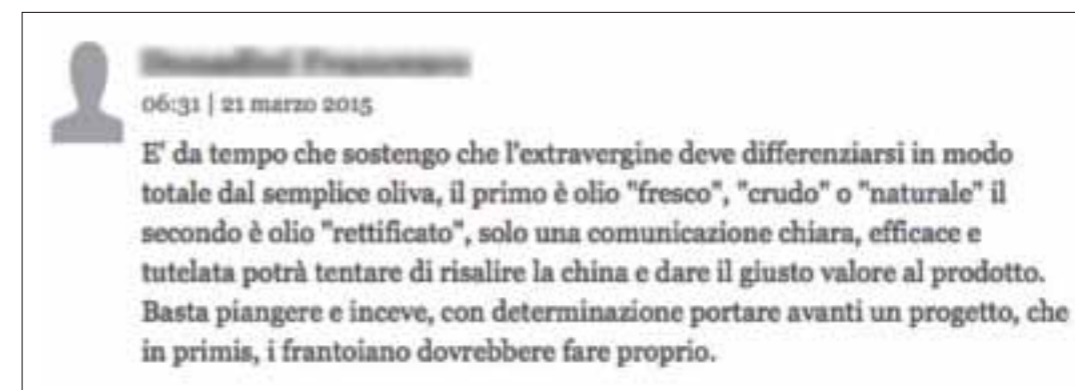 06:31 | 21 marzo 2015
E' da tempo che sostengo che l'extravergine deve differenziarsi in modo
totale dal semplice oliva, il primo è olio "fresco", "crudo" o "naturale" il
secondo è olio "rettificato", solo una comunicazione chiara, efficace e
tutelata potrà tentare di risalire la china e dare il giusto valore al prodotto.
Basta piangere e inceve, con determinazione portare avanti un progetto, che
in primis, i frantoiano dovrebbere fare proprio.